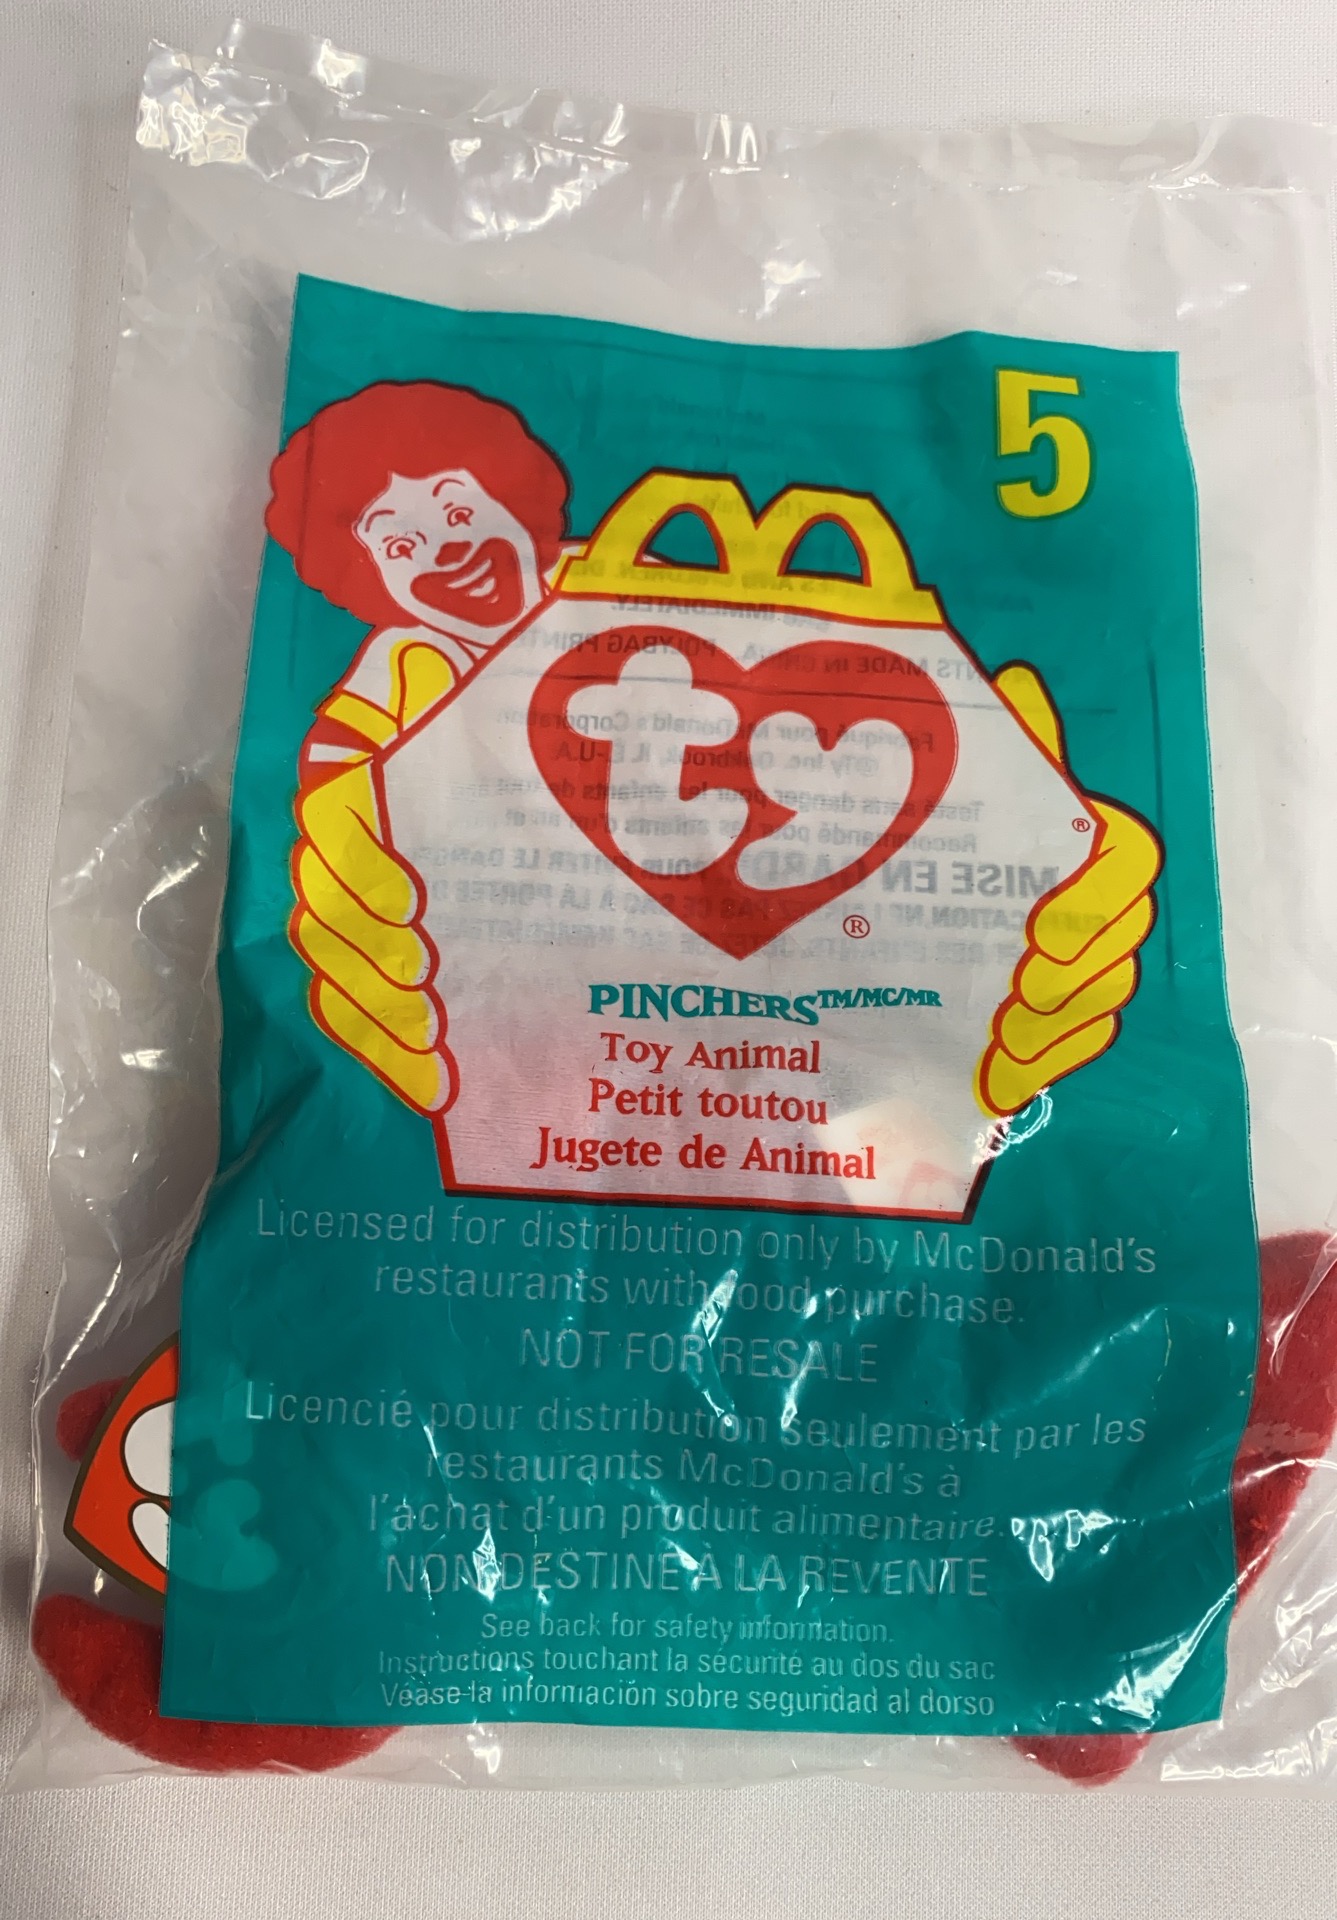 5
ty
®
®
PINCHERS™/MC/MR
Toy Animal
Petit toutou
Jugete de Animal
Licensed for distribution only by McDonald's
restaurants with food purchase.
NOT FOR RESALE
Licencié pour distribution seulement par les
restaurants McDonald's à
l'achat d'un produit alimentaire.
NON DESTINÉ À LA REVENTE
See back for safety information.
Instructions touchant la sécurité au dos du sac
Véase-la información sobre seguridad al dorso